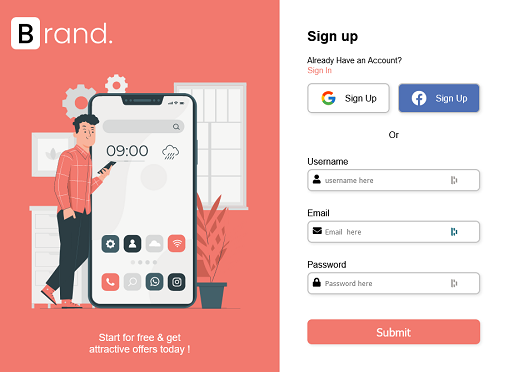 Brand.
09:00
Start for free & get
attractive offers today !
Sign up
Already Have an Account?
Sign in
Sign Up
Sign Up
Or
Username
username here
Email
Email here
Password
Password here
Submit